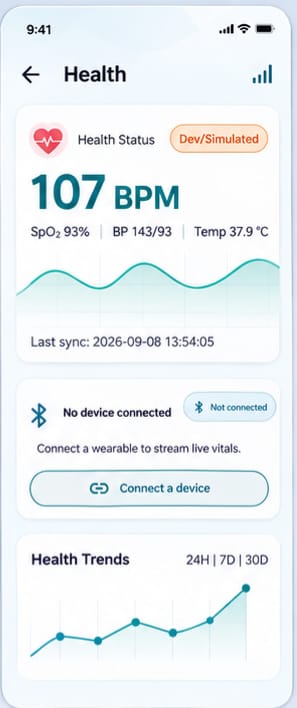 9:41
Health
Health Status
Dev/Simulated
107 BPM
SpO₂ 93% | BP 143/93 | Temp 37.9 °C
Last sync: 2026-09-08 13:54:05
No device connected
Not connected
Connect a wearable to stream live vitals.
Connect a device
Health Trends
24H | 7D | 30D